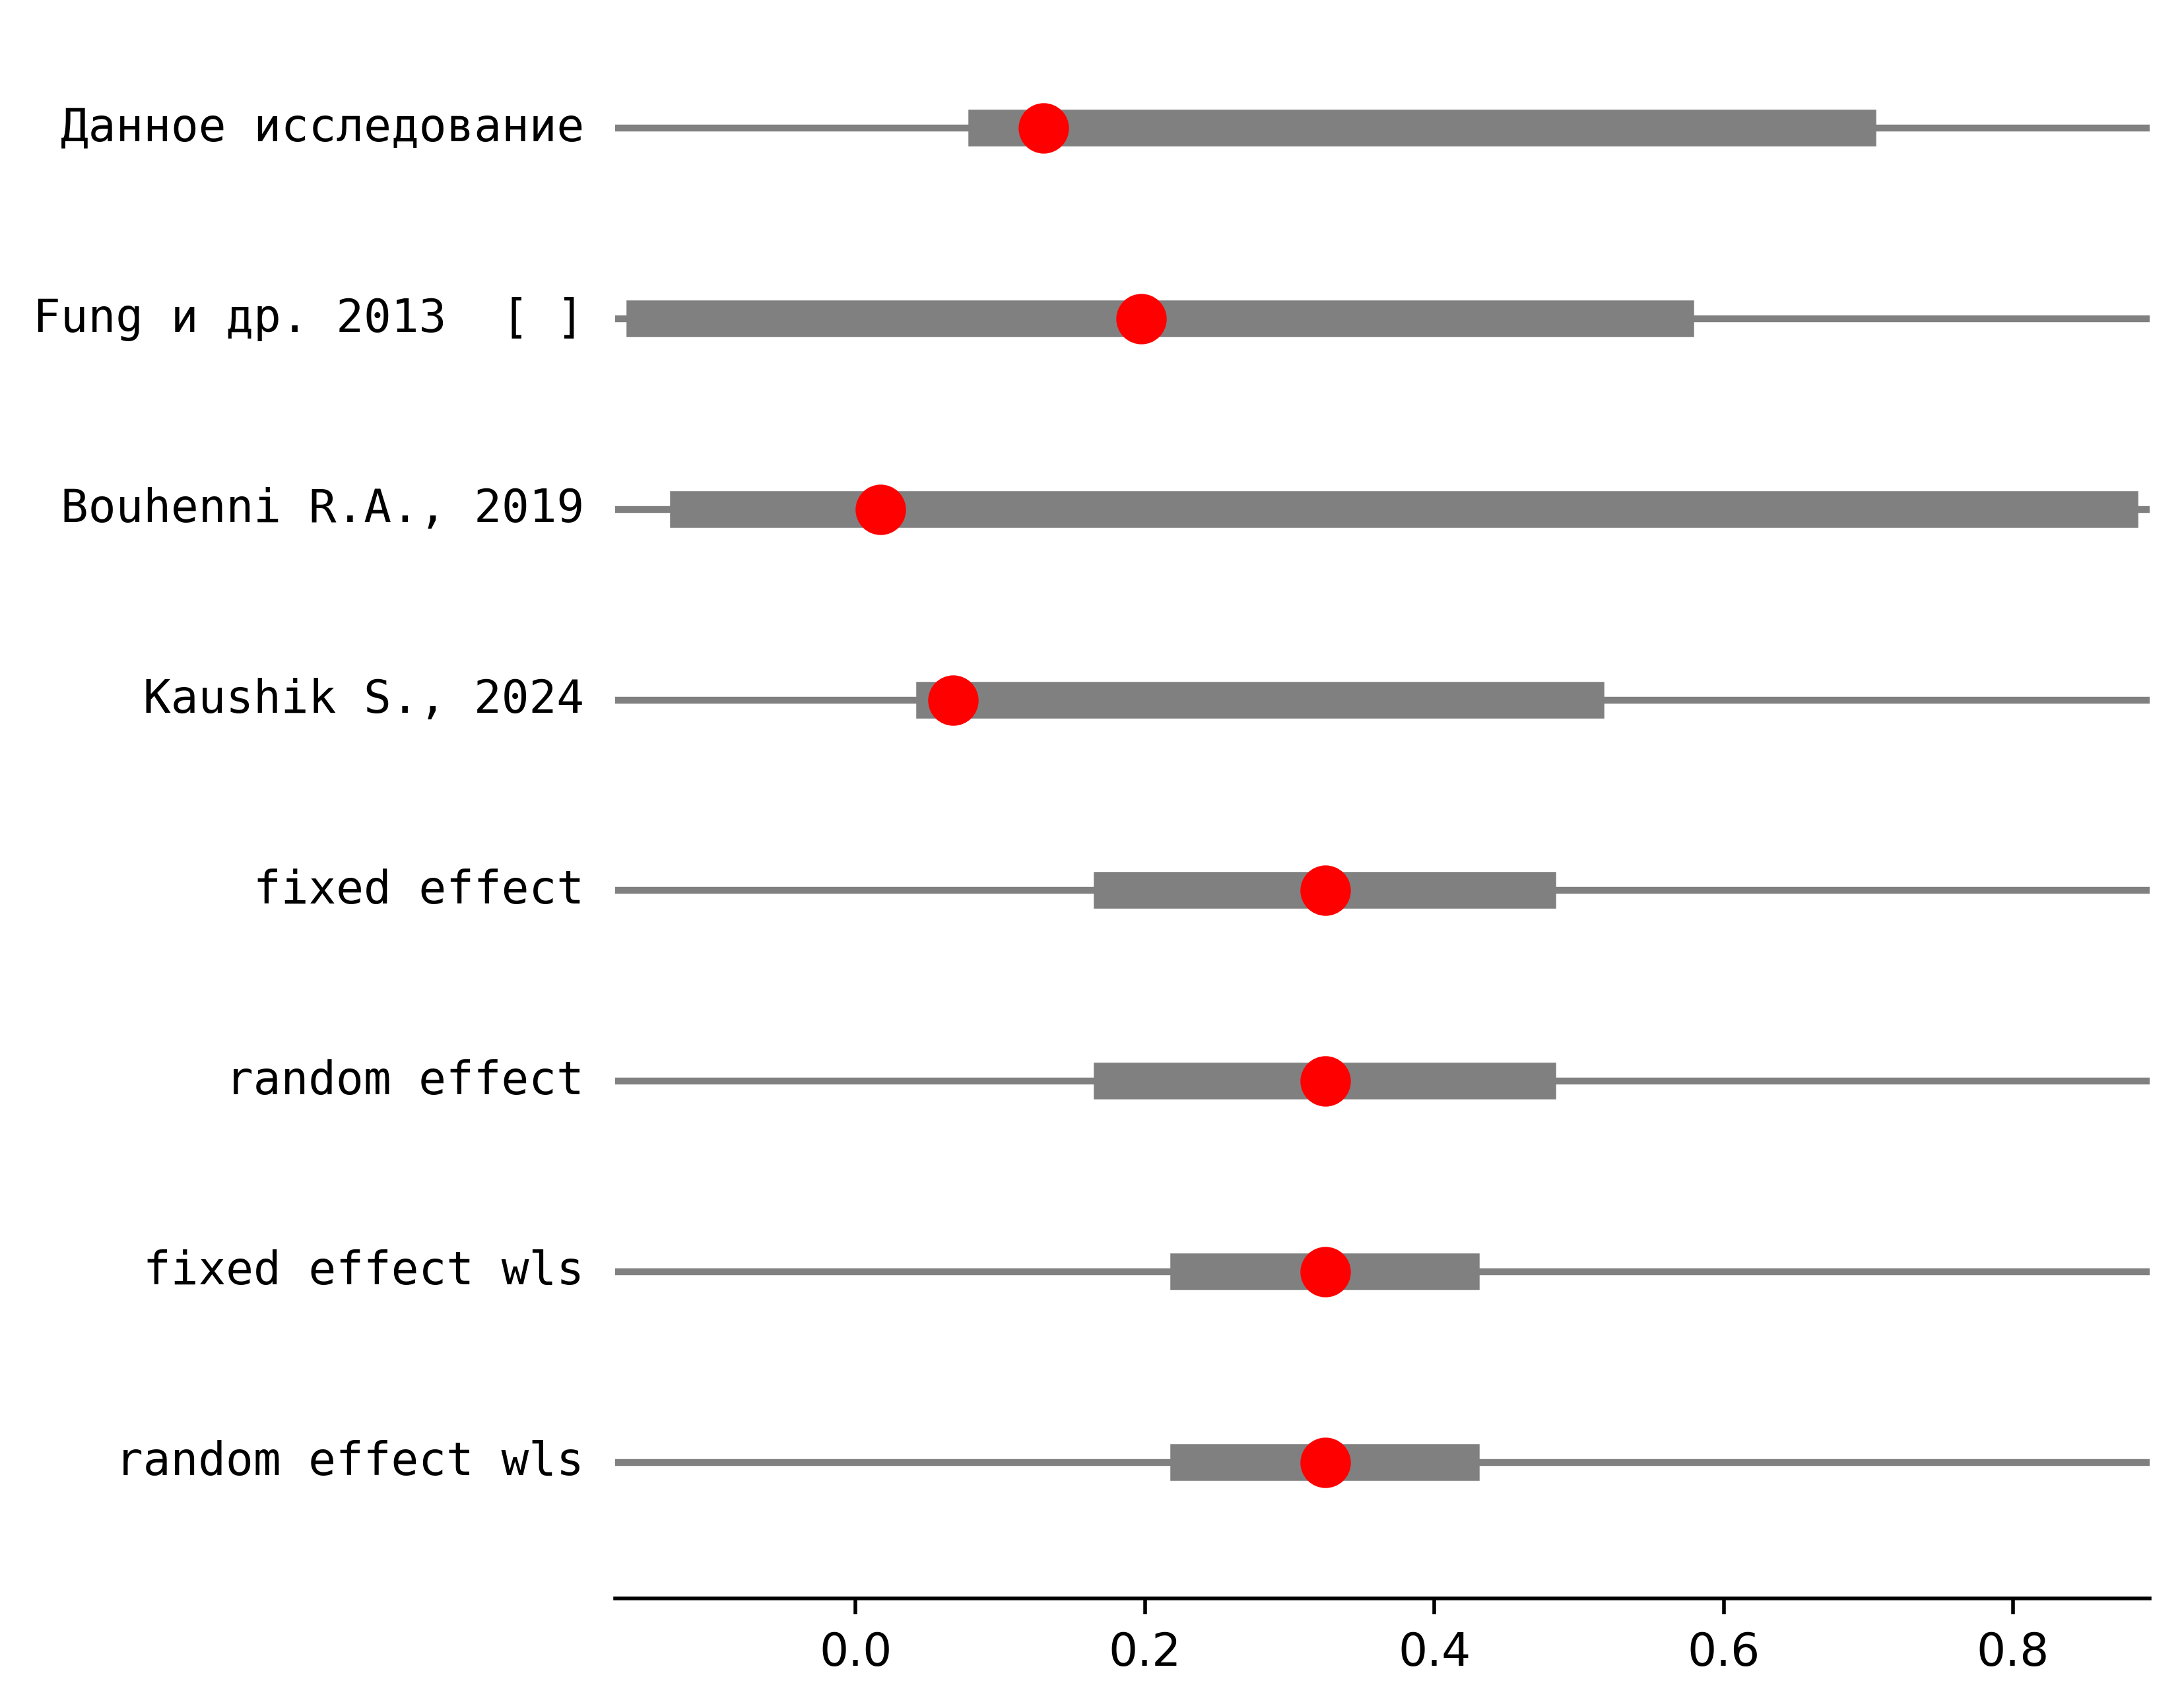 Данное исследование
Fung и др. 2013  [ ]
Bouhenni R.A., 2019
Kaushik S., 2024
fixed effect
random effect
fixed effect wls
random effect wls
0.0 0.2 0.4 0.6 0.8